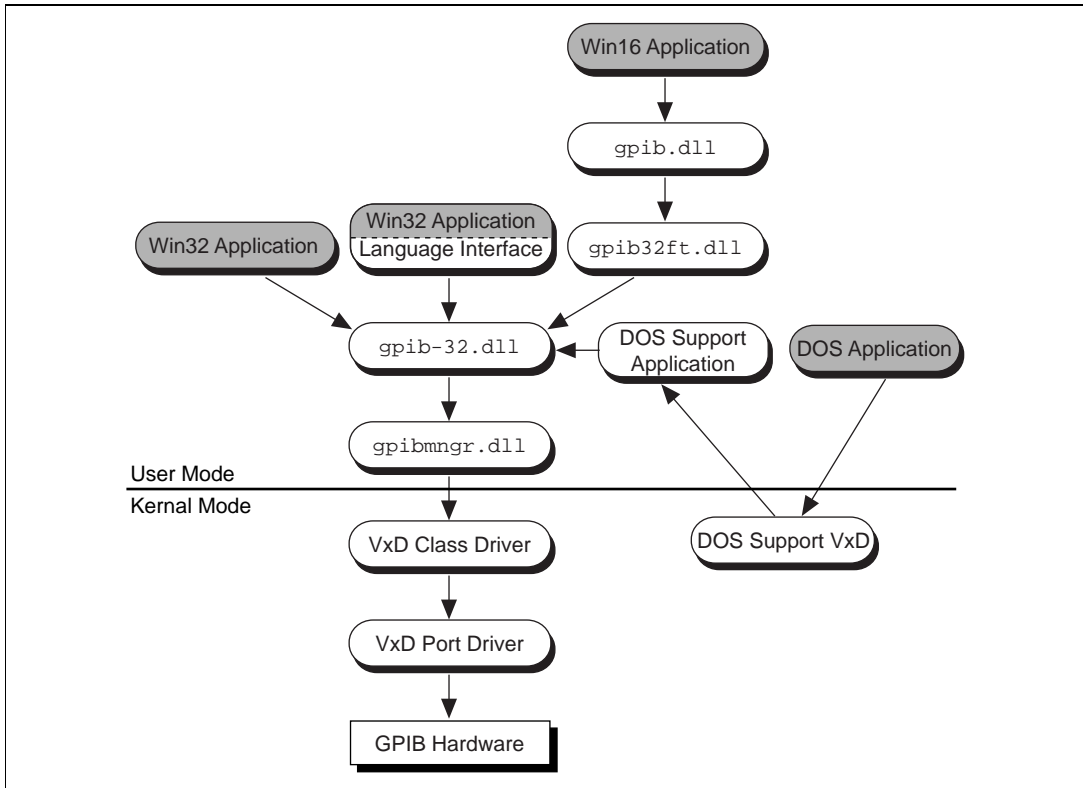 Win16 Application
gpib.dll
Win32 Application
Win32 Application
Language Interface
gpib32ft.dll
gpib-32.dll
DOS Support
Application
DOS Application
gpibmngr.dll
User Mode
Kernal Mode
VxD Class Driver
DOS Support VxD
VxD Port Driver
GPIB Hardware